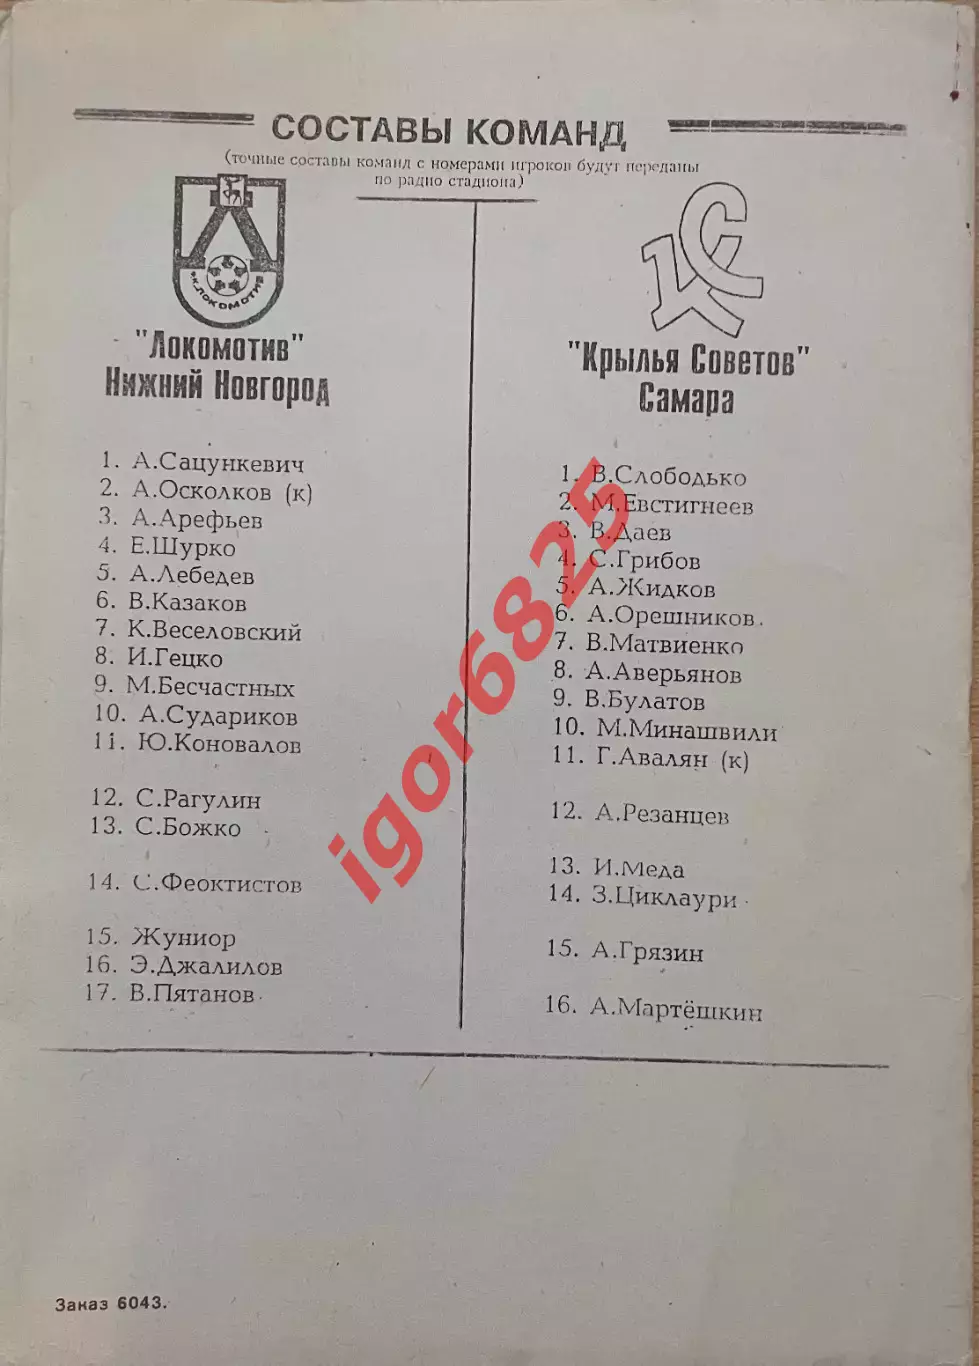 СОСТАВЫ КОМАНД
(точные составы команд с номерами игроков будут переданы
по радио стадиона)
Ф.К.ЛОКОМОТИВ
КС
"Локомотив"
Нижний Новгород
1. А.Сацункевич
2. А.Осколков (к)
3. А.Арефьев
4. Е.Шурко
5. А.Лебедев
6. В.Казаков
7. К.Веселовский
8. И.Гецко
9. М.Бесчастных
10. А.Судариков
11. Ю.Коновалов
12. С.Рагулин
13. С.Божко
14. С.Феоктистов
15. Жуниор
16. Э.Джалилов
17. В.Пятанов
"Крылья Советов"
Самара
1. В.Слободько
2. М.Евстигнеев
3. В.Даев
4. С.Грибов
5. А.Жидков
6. А.Орешников.
7. В.Матвиенко
8. А.Аверьянов
9. В.Булатов
10. М.Минашвили
11. Г.Авалян (к)
12. А.Резанцев
13. И.Меда
14. З.Циклаури
15. А.Грязин
16. А.Мартёшкин
igor6825
Заказ 6043.